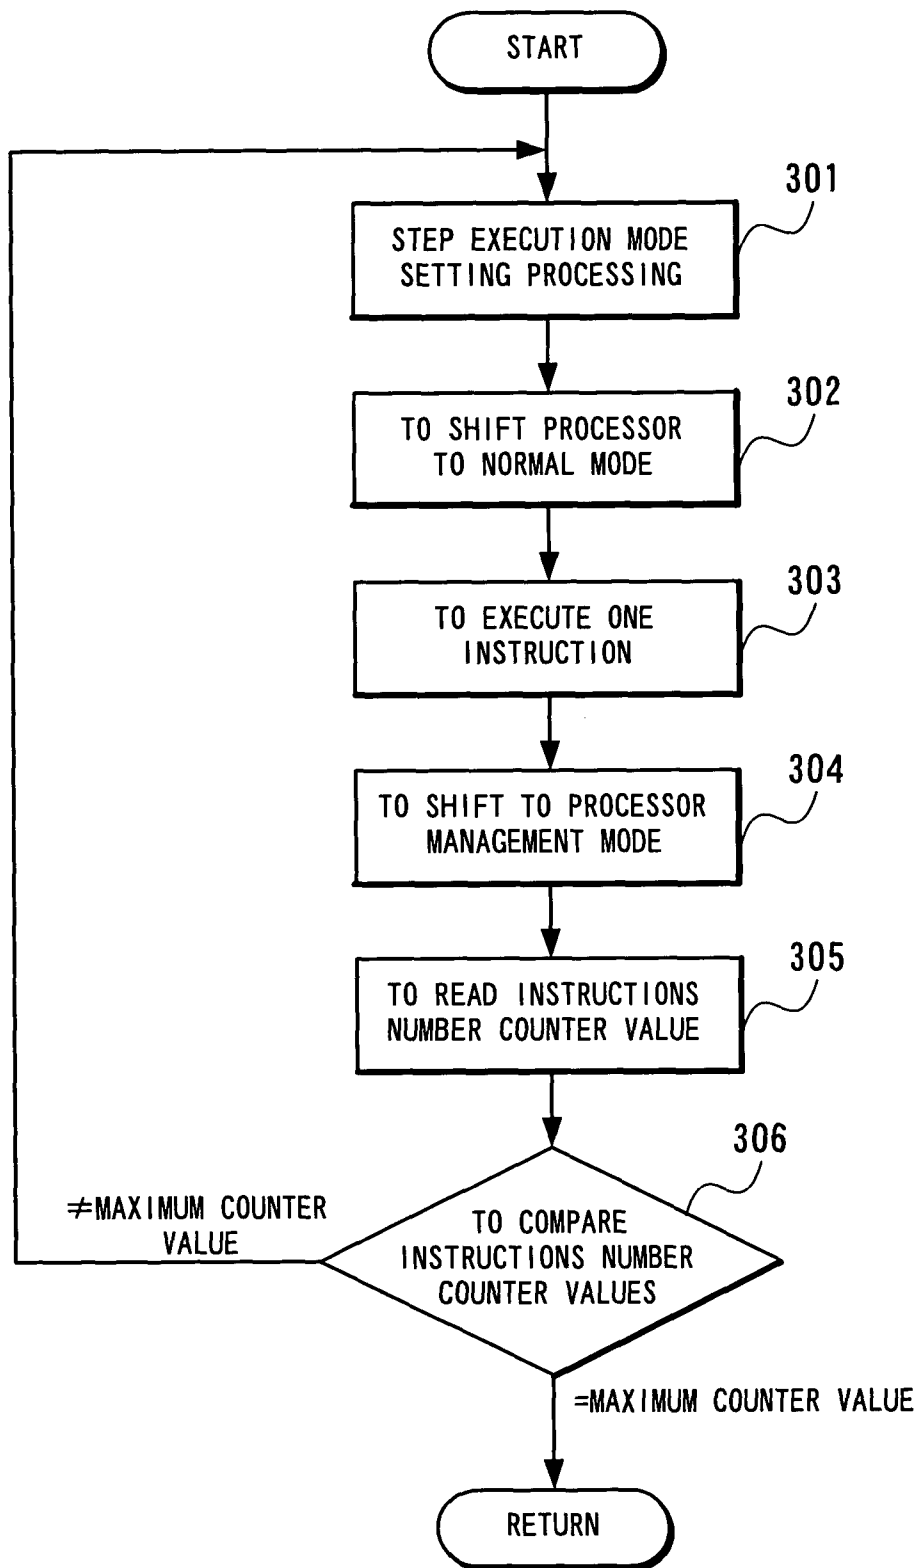 START
301
STEP EXECUTION MODE
SETTING PROCESSING
302
TO SHIFT PROCESSOR
TO NORMAL MODE
303
TO EXECUTE ONE
INSTRUCTION
304
TO SHIFT TO PROCESSOR
MANAGEMENT MODE
305
TO READ INSTRUCTIONS
NUMBER COUNTER VALUE
306
≠MAXIMUM COUNTER
VALUE
TO COMPARE
INSTRUCTIONS NUMBER
COUNTER VALUES
=MAXIMUM COUNTER VALUE
RETURN